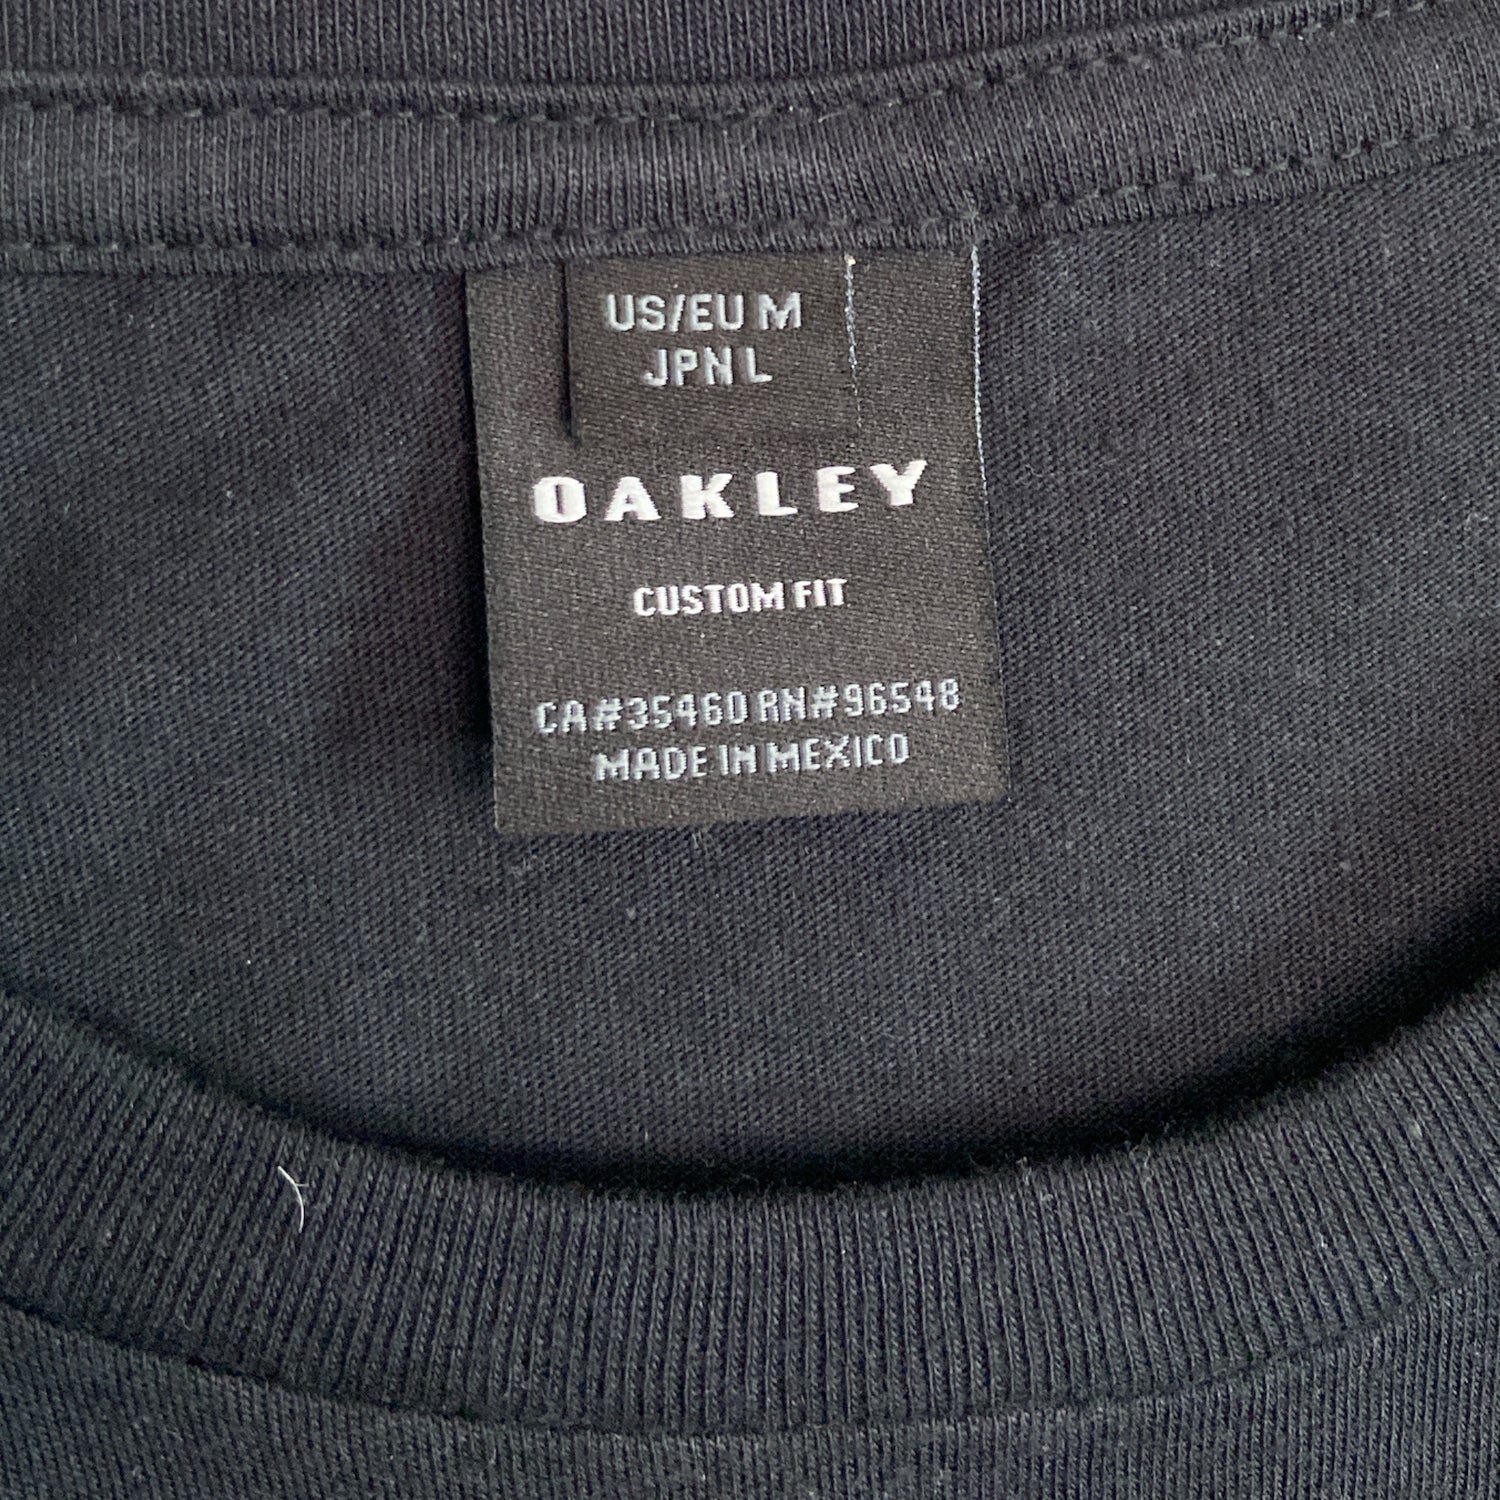 US/EU M
JPN L
OAKLEY
CUSTOM FIT
CA#35460 RN#96548
MADE IN MEXICO